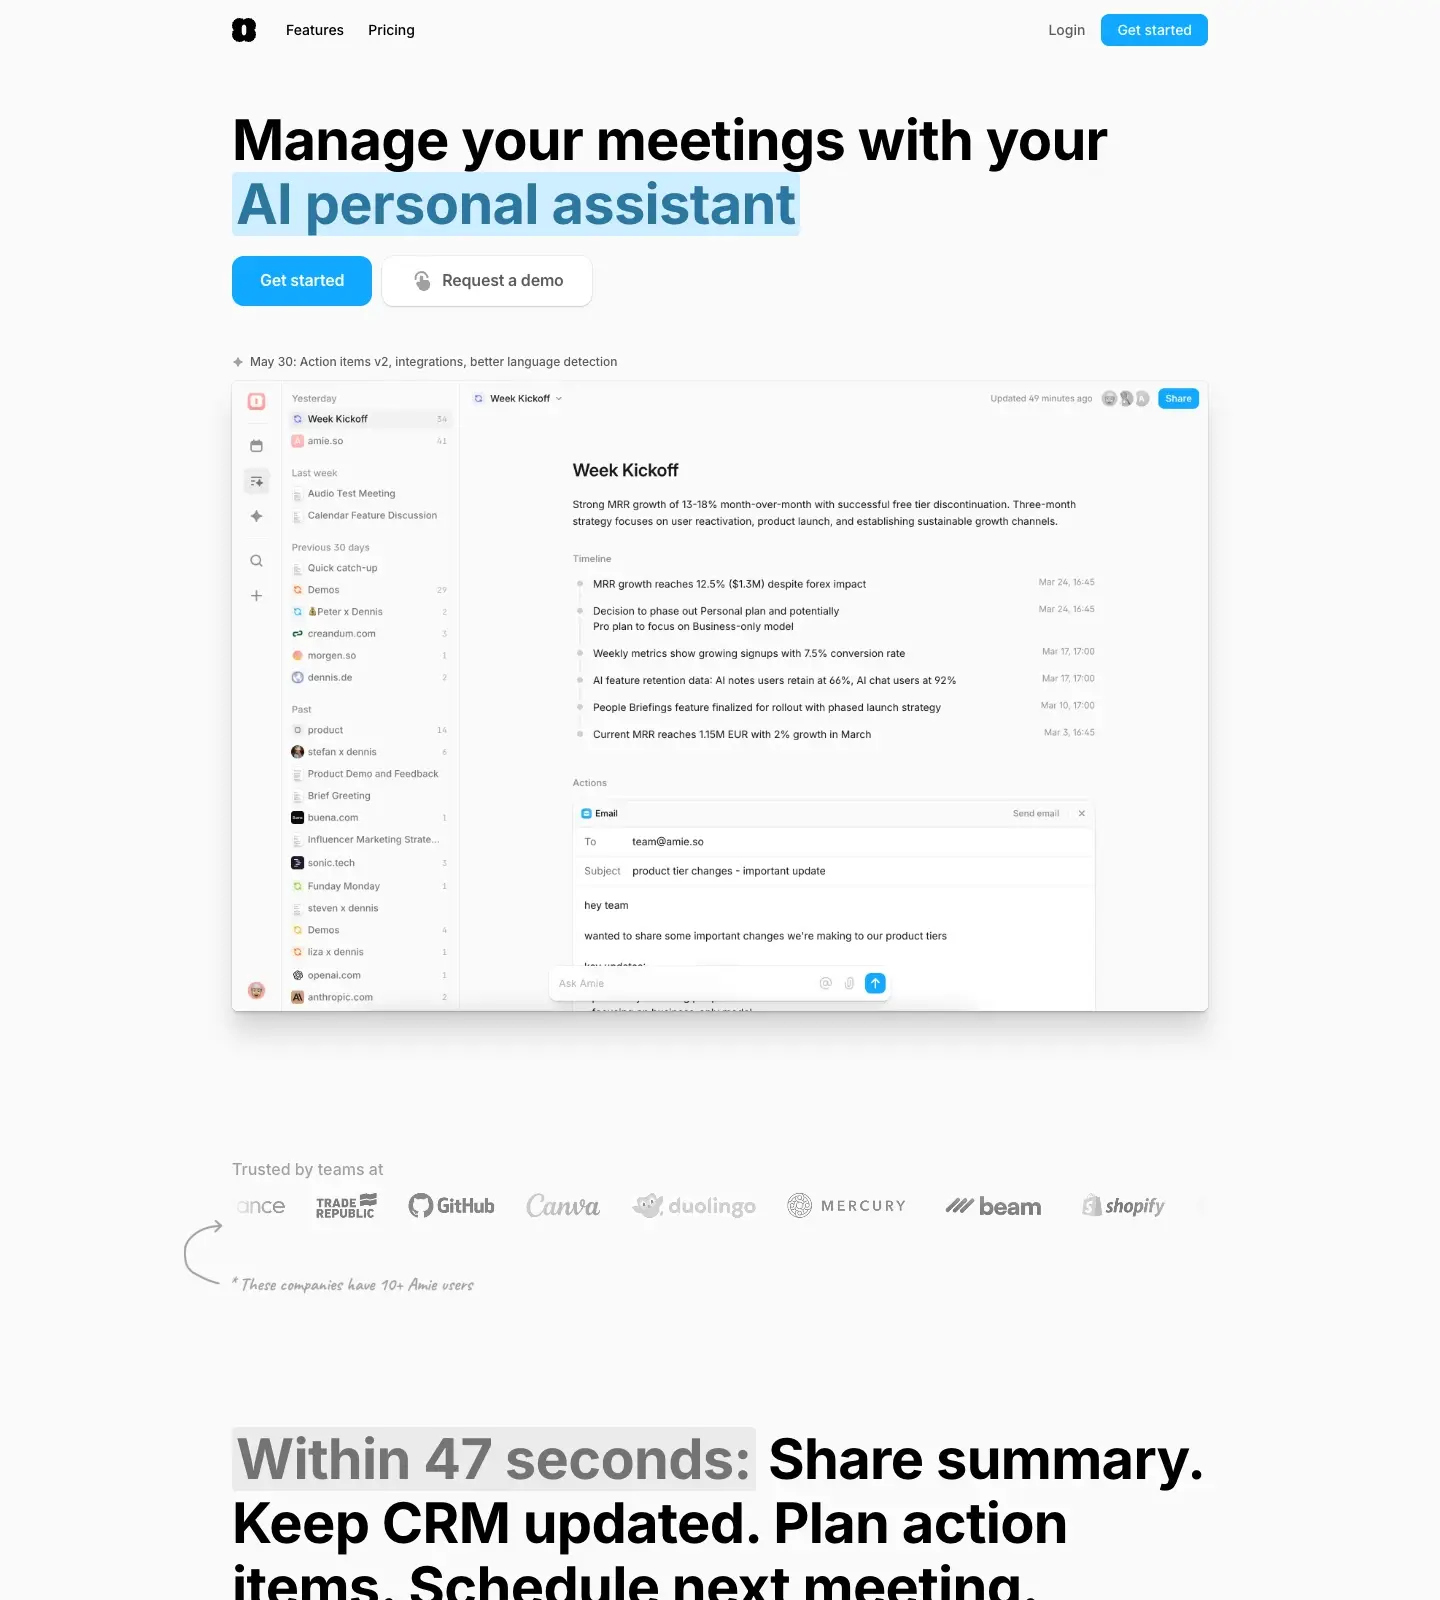 Features
Pricing
Login
Get started
Manage your meetings with your
AI personal assistant
Get started
Request a demo
May 30: Action items v2, integrations, better language detection
Yesterday
Week Kickoff 34
amie.so 41
Last week
Audio Test Meeting
Calendar Feature Discussion
Previous 30 days
Quick catch-up
Demos 29
Peter x Dennis 2
creandum.com 3
morgen.so 1
dennis.de 2
Past
product 14
stefan x dennis 6
Product Demo and Feedback
Brief Greeting
buena.com 1
Influencer Marketing Strate...
sonic.tech 3
Funday Monday 1
steven x dennis
Demos 4
liza x dennis 1
openai.com 1
anthropic.com 2
Week Kickoff
Updated 49 minutes ago
A
Share
Week Kickoff
Strong MRR growth of 13-18% month-over-month with successful free tier discontinuation. Three-month
strategy focuses on user reactivation, product launch, and establishing sustainable growth channels.
Timeline
MRR growth reaches 12.5% ($1.3M) despite forex impact Mar 24, 16:45
Decision to phase out Personal plan and potentially Mar 24, 16:45
Pro plan to focus on Business-only model
Weekly metrics show growing signups with 7.5% conversion rate Mar 17, 17:00
AI feature retention data: AI notes users retain at 66%, AI chat users at 92% Mar 17, 17:00
People Briefings feature finalized for rollout with phased launch strategy Mar 10, 17:00
Current MRR reaches 1.15M EUR with 2% growth in March Mar 3, 16:45
Actions
Email
Send email
To team@amie.so
Subject product tier changes - important update
hey team
wanted to share some important changes we're making to our product tiers
key updates:
Ask Amie
focusing on business-only model
Trusted by teams at
ance
TRADE
REPUBLIC
GitHub
Canva
duolingo
MERCURY
beam
shopify
* These companies have 10+ Amie users
Within 47 seconds: Share summary.
Keep CRM updated. Plan action
items. Schedule next meeting.